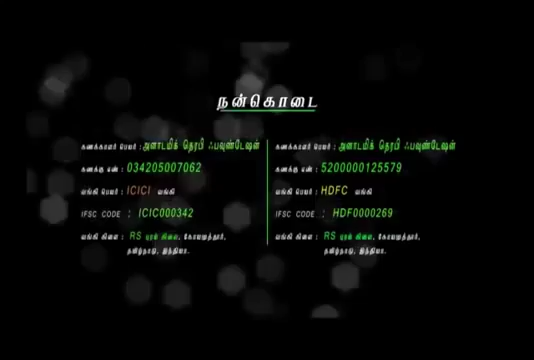 நன்கொடை
கணக்காளர் பெயர் : அனாடமிக் தெரபி ஃபவுண்டேஷன்
கணக்கு எண் : 034205007062
வங்கி பெயர் : ICICI வங்கி
IFSC CODE : ICIC000342
வங்கி கிளை : RS புரம் கிளை, கோயமுத்தூர்,
தமிழ்நாடு, இந்தியா.
கணக்காளர் பெயர் : அனாடமிக் தெரபி ஃபவுண்டேஷன்
கணக்கு எண் : 5200000125579
வங்கி பெயர் : HDFC வங்கி
IFSC CODE : HDF0000269
வங்கி கிளை : RS புரம் கிளை, கோயமுத்தூர்,
தமிழ்நாடு, இந்தியா.